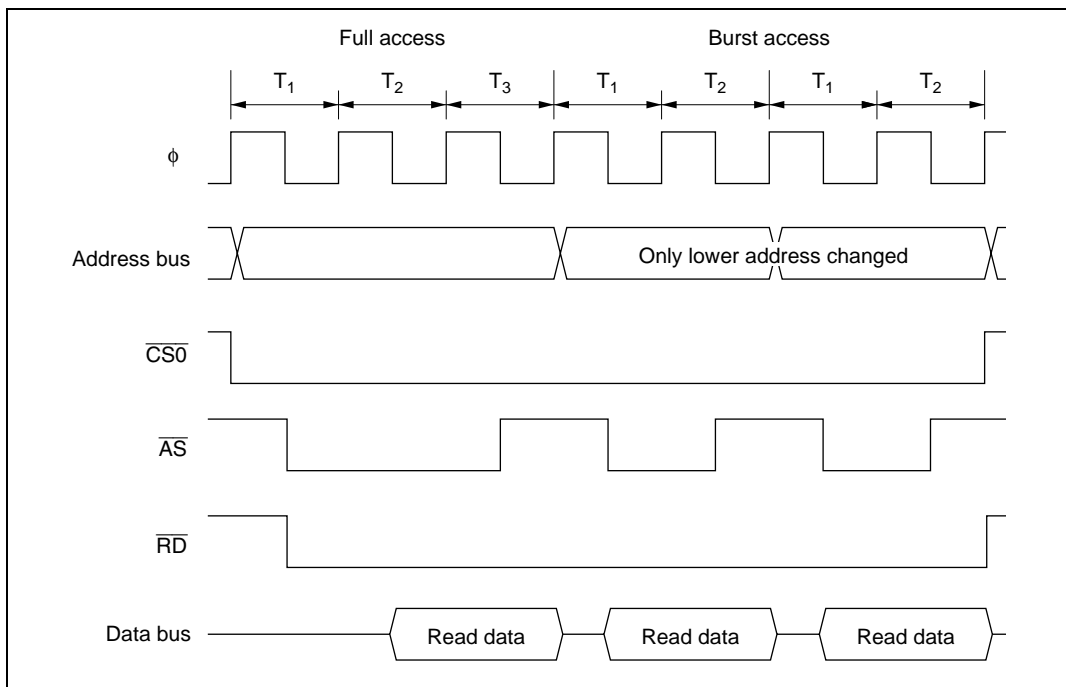 Full access Burst access
T1 T2 T3 T1 T2 T1 T2
ϕ
Address bus Only lower address changed
CS0
AS
RD
Data bus Read data Read data Read data